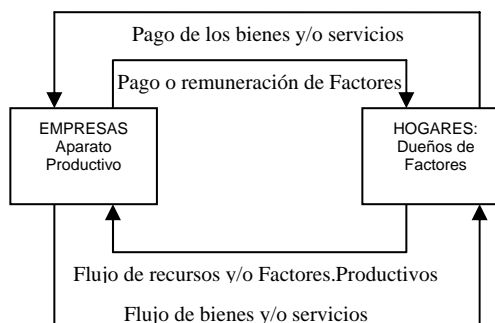 Pago de los bienes y/o servicios
Pago o remuneración de Factores
EMPRESAS
Aparato
Productivo
HOGARES:
Dueños de
Factores
Flujo de recursos y/o Factores.Productivos
Flujo de bienes y/o servicios